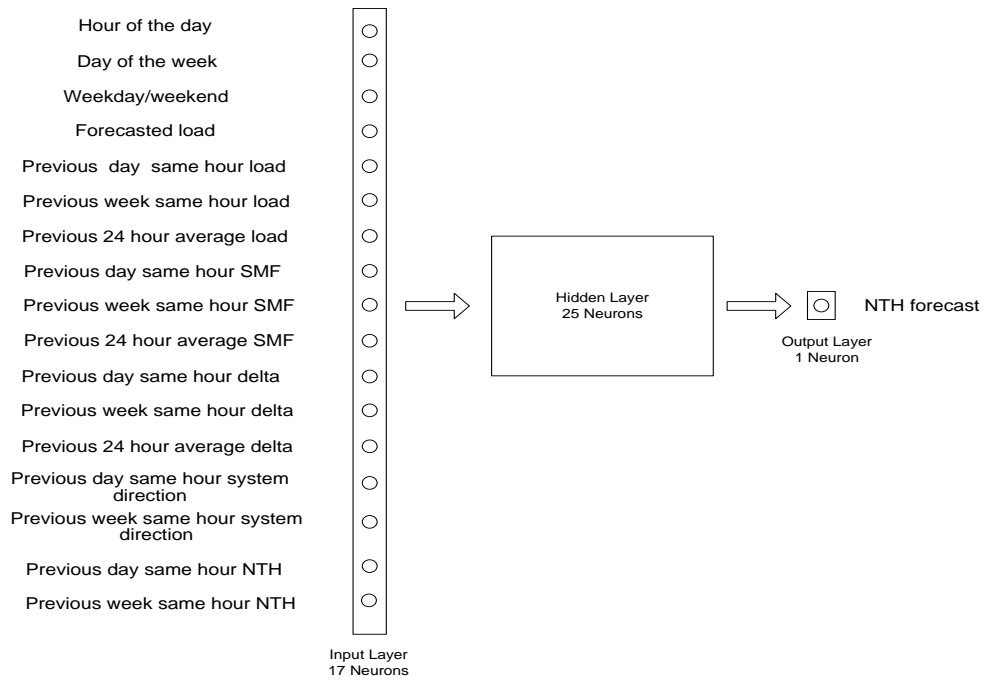 Hour of the day
Day of the week
Weekday/weekend
Forecasted load
Previous  day  same hour load
Previous week same hour load
Previous 24 hour average load
Previous day same hour SMF
Previous week same hour SMF
Previous 24 hour average SMF
Previous day same hour delta
Previous week same hour delta
Previous 24 hour average delta
Previous day same hour system
direction
Previous week same hour system
direction
Previous day same hour NTH
Previous week same hour NTH
Input Layer
17 Neurons
Hidden Layer
25 Neurons
Output Layer
1 Neuron
NTH forecast